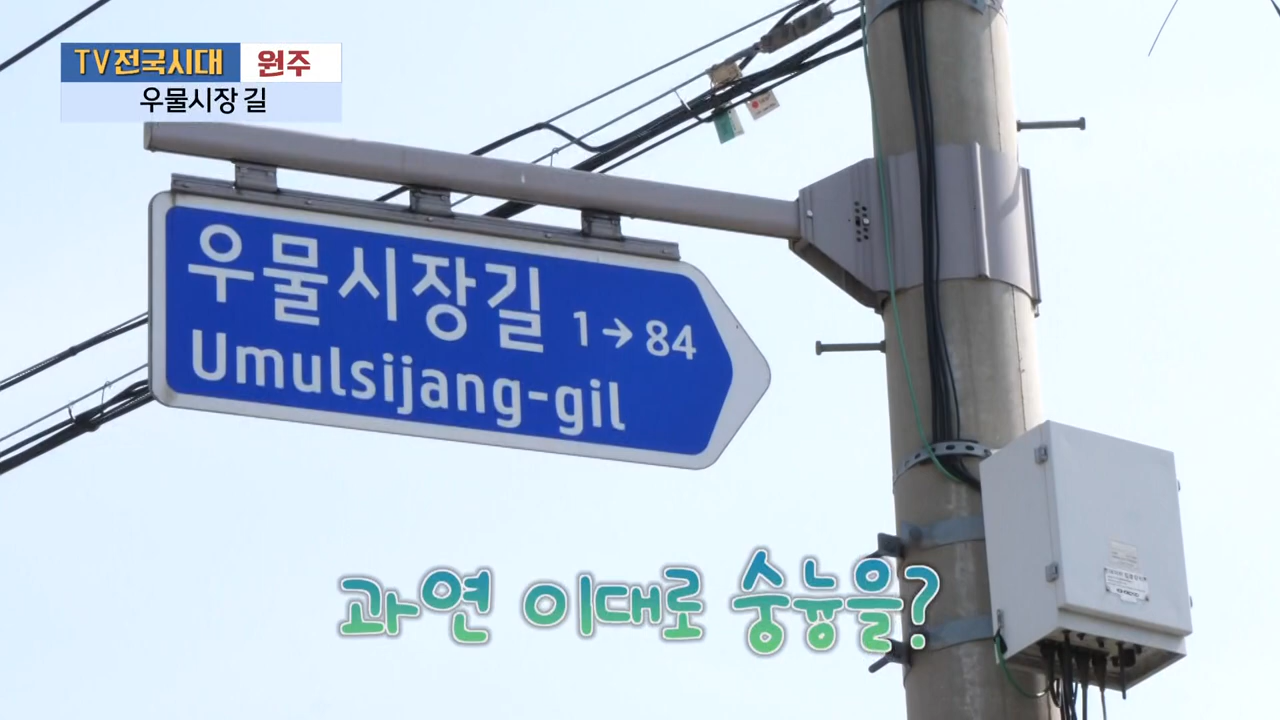 TV전국시대 원주
우물시장 길
우물시장길 1→84
Umulsijang-gil
과연 이대로 숭늉을?